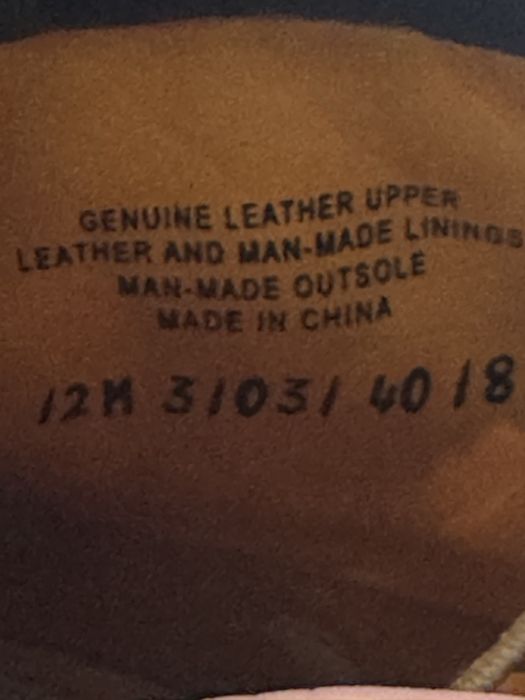 GENUINE LEATHER UPPER
LEATHER AND MAN-MADE LININGS
MAN-MADE OUTSOLE
MADE IN CHINA
12M 31031 4018